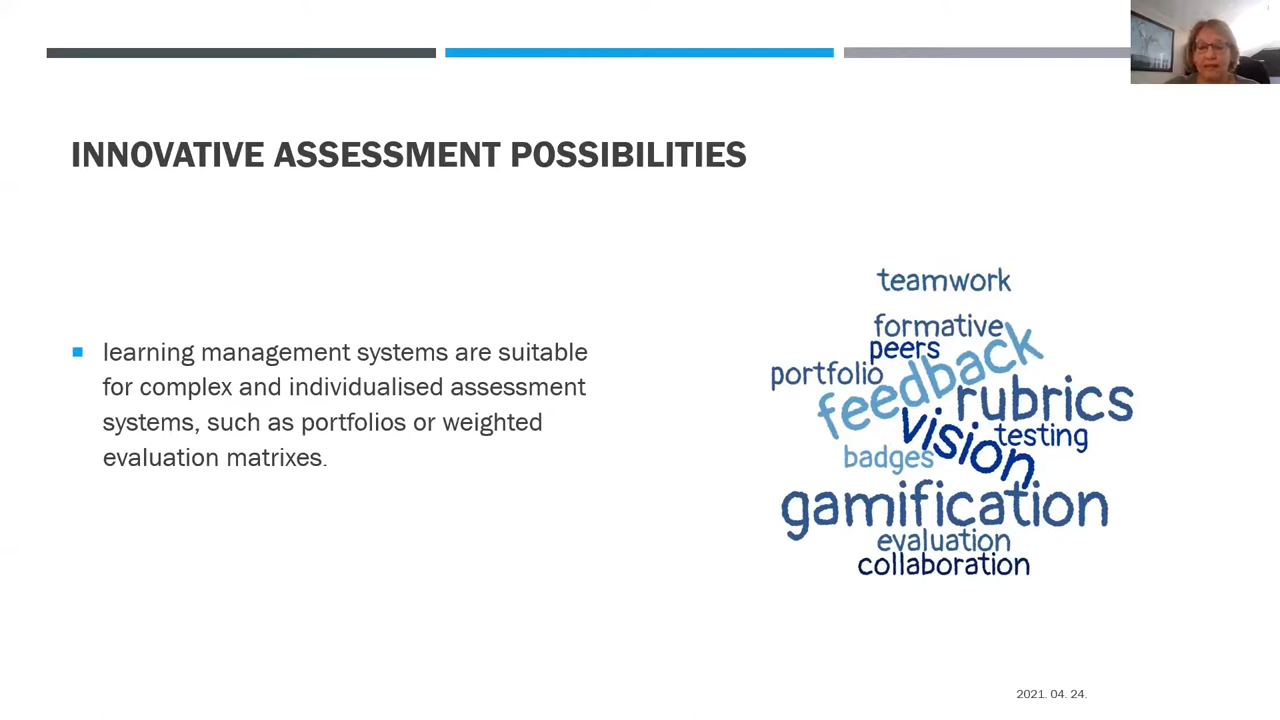 INNOVATIVE ASSESSMENT POSSIBILITIES
learning management systems are suitable
for complex and individualised assessment
systems, such as portfolios or weighted
evaluation matrixes.
teamwork
formative
peers
feedback
portfolio
rubrics
vision
testing
badges
gamification
evaluation
collaboration
2021. 04. 24.